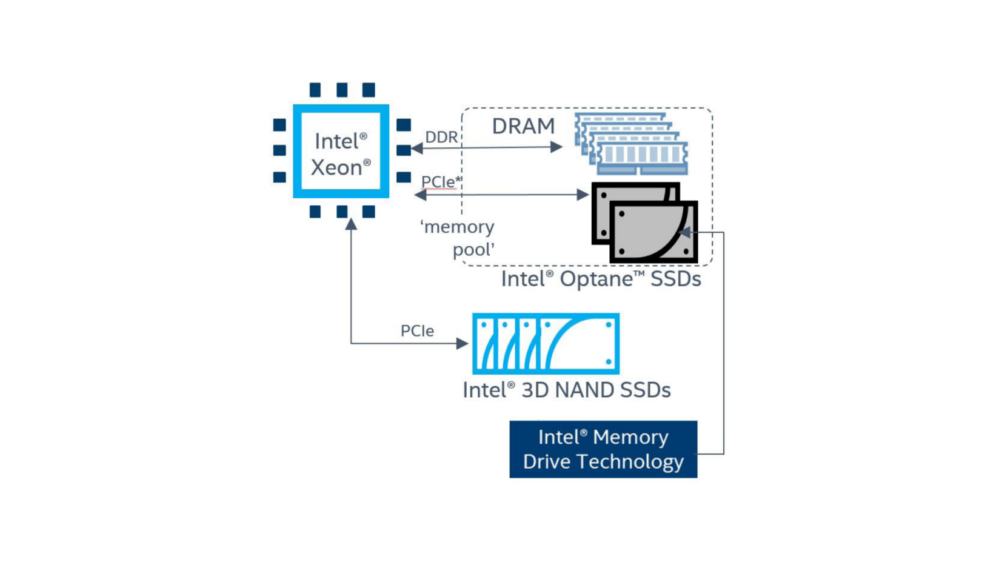 Intel®
Xeon®
DDR
DRAM
PCIe*
‘memory
pool’
Intel® Optane™ SSDs
PCIe
Intel® 3D NAND SSDs
Intel® Memory
Drive Technology